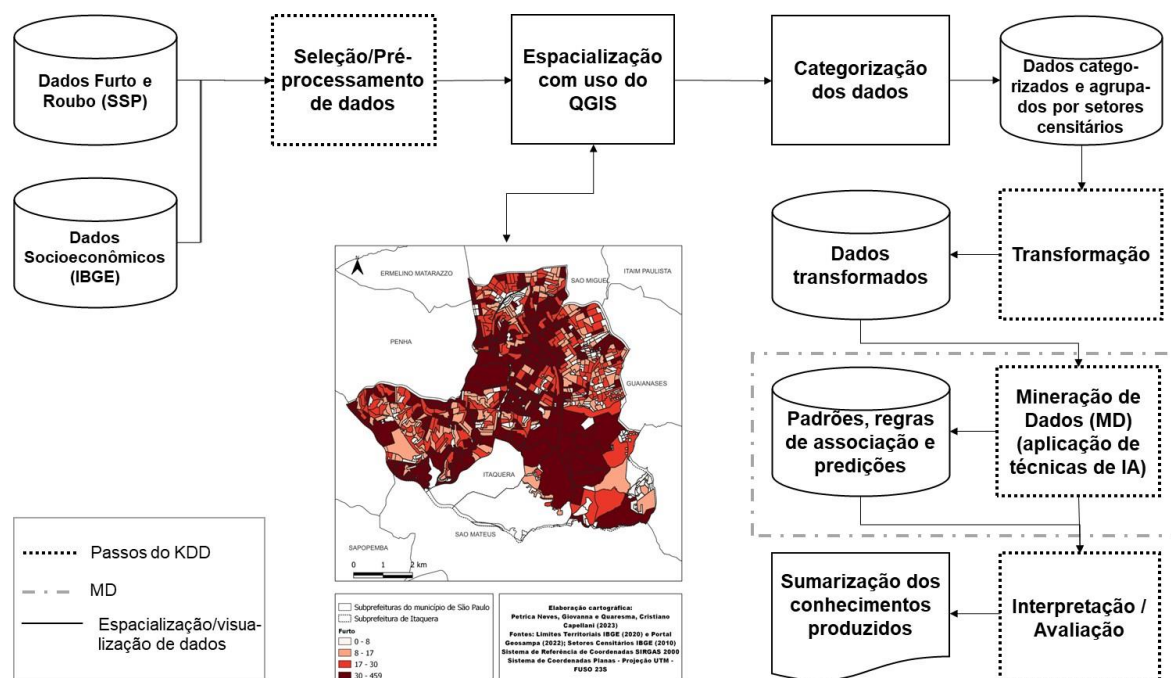 Dados Furto e
Roubo (SSP)
Seleção/Pré-
processamento
de dados
Espacialização
com uso do
QGIS
Categorização
dos dados
Dados catego-
rizados e agrupa-
dos por setores
censitários
Dados
Socioeconômicos
(IBGE)
Dados
transformados
Transformação
N
ERMELINO MATARAZZO
SAO MIGUEL
ITAIM PAULISTA
PENHA
GUAIANASES
ITAQUERA
SAO MATEUS
SAPOPEMBA
0 1 2 km
Padrões, regras
de associação e
predições
Mineração de
Dados (MD)
(aplicação de
técnicas de IA)
Passos do KDD
MD
Espacialização/visua-
lização de dados
Subprefeituras do município de São Paulo
Subprefeitura de Itaquera
Furto
0 - 8
8 - 17
17 - 30
30 - 459
Elaboração cartográfica:
Petrica Neves, Giovanna e Quaresma, Cristiano
Capellani (2023)
Fontes: Limites Territoriais IBGE (2020) e Portal
Geosampa (2022); Setores Censitários IBGE (2010)
Sistema de Referência de Coordenadas SIRGAS 2000
Sistema de Coordenadas Planas - Projeção UTM -
FUSO 23S
Sumarização dos
conhecimentos
produzidos
Interpretação /
Avaliação